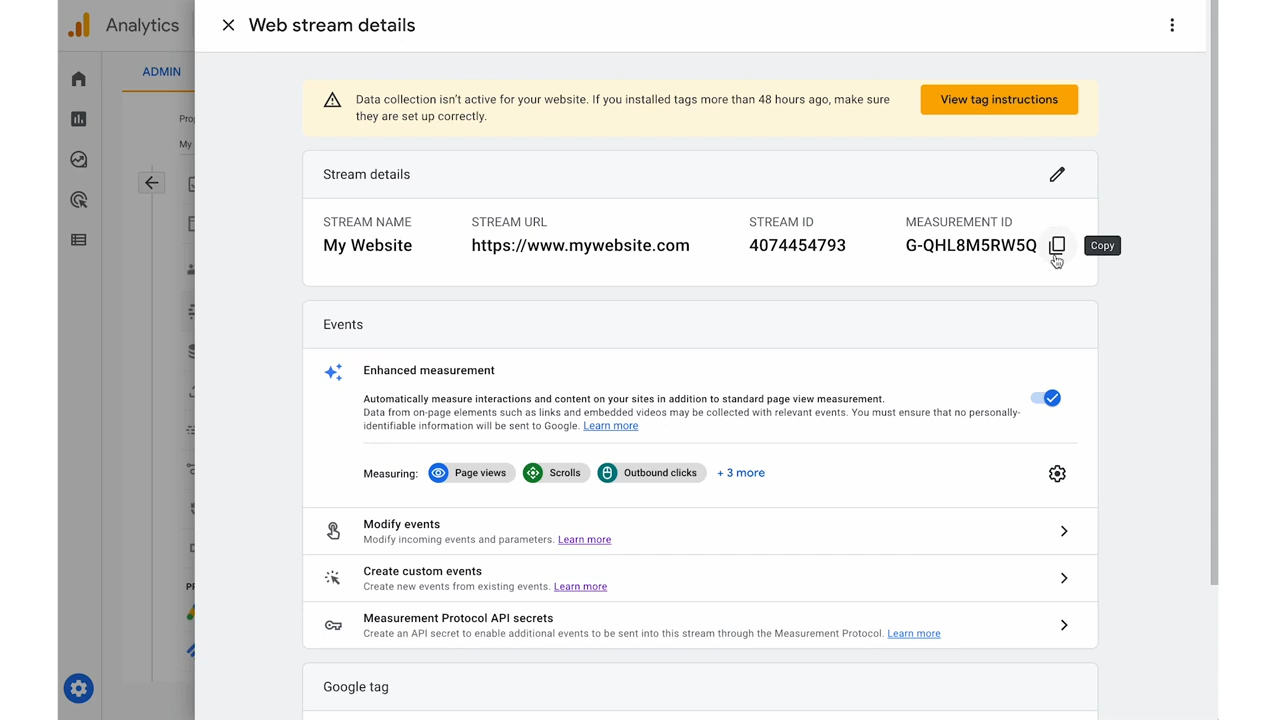 Analytics
Web stream details
ADMIN
Data collection isn't active for your website. If you installed tags more than 48 hours ago, make sure
they are set up correctly.
View tag instructions
My
Stream details
STREAM NAME
STREAM URL
STREAM ID
MEASUREMENT ID
My Website
https://www.mywebsite.com
4074454793
G-QHL8M5RW5Q
Copy
Events
Enhanced measurement
Automatically measure interactions and content on your sites in addition to standard page view measurement.
Data from on-page elements such as links and embedded videos may be collected with relevant events. You must ensure that no personally-
identifiable information will be sent to Google. Learn more
Measuring:
Page views
Scrolls
Outbound clicks
+ 3 more
Modify events
Modify incoming events and parameters. Learn more
Create custom events
Create new events from existing events. Learn more
Measurement Protocol API secrets
Create an API secret to enable additional events to be sent into this stream through the Measurement Protocol. Learn more
Google tag